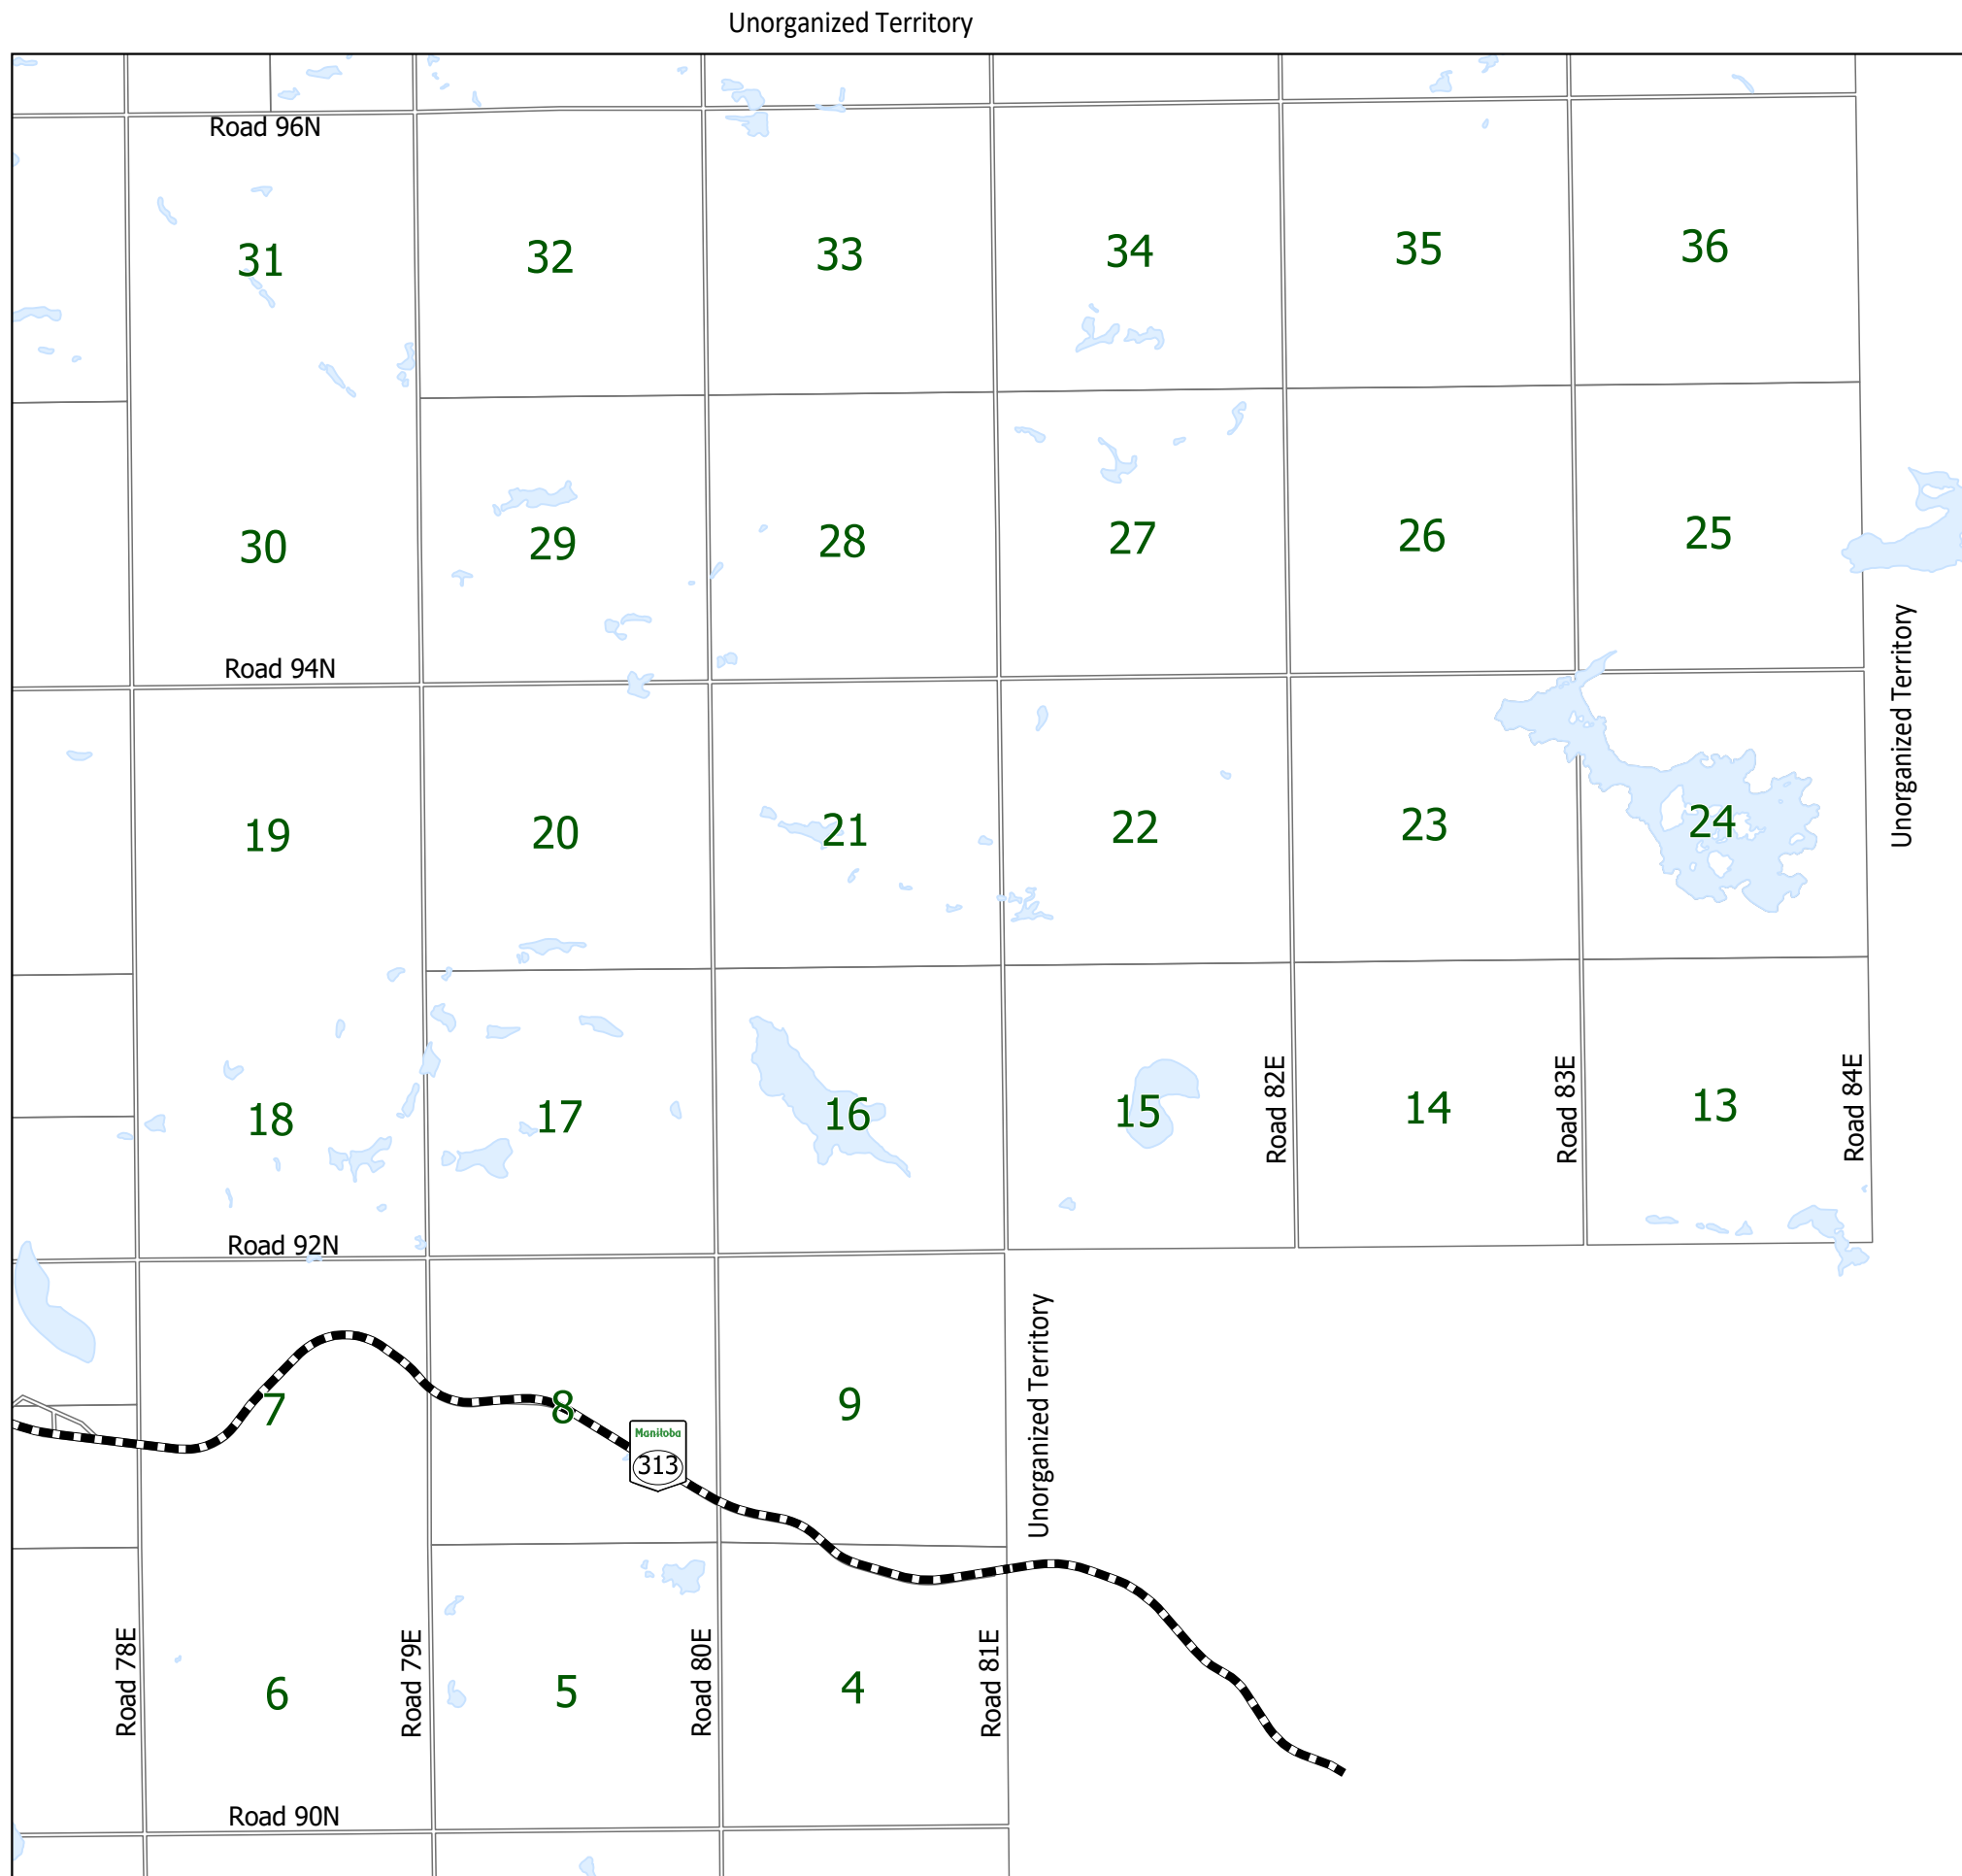 Unorganized Territory
Road 96N
31
32
33
34
35
36
30
29
28
27
26
25
Road 94N
Unorganized Territory
19
20
21
22
23
24
18
17
16
15
14
13
Road 82E
Road 83E
Road 84E
Road 92N
7
8
9
Manitoba
313
Unorganized Territory
Road 78E
6
Road 79E
5
Road 80E
4
Road 81E
Road 90N